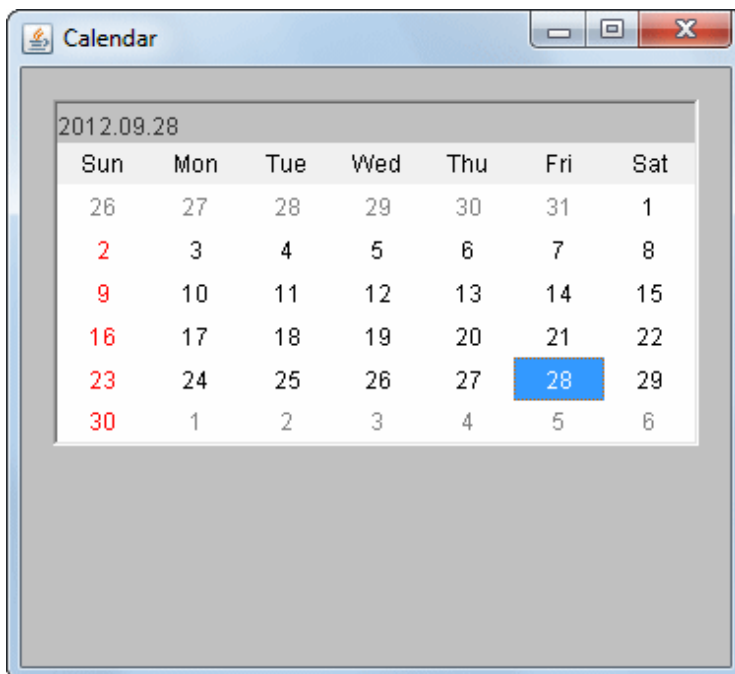 Calendar
2012.09.28
Sun Mon Tue Wed Thu Fri Sat
26 27 28 29 30 31 1
2 3 4 5 6 7 8
9 10 11 12 13 14 15
16 17 18 19 20 21 22
23 24 25 26 27 28 29
30 1 2 3 4 5 6